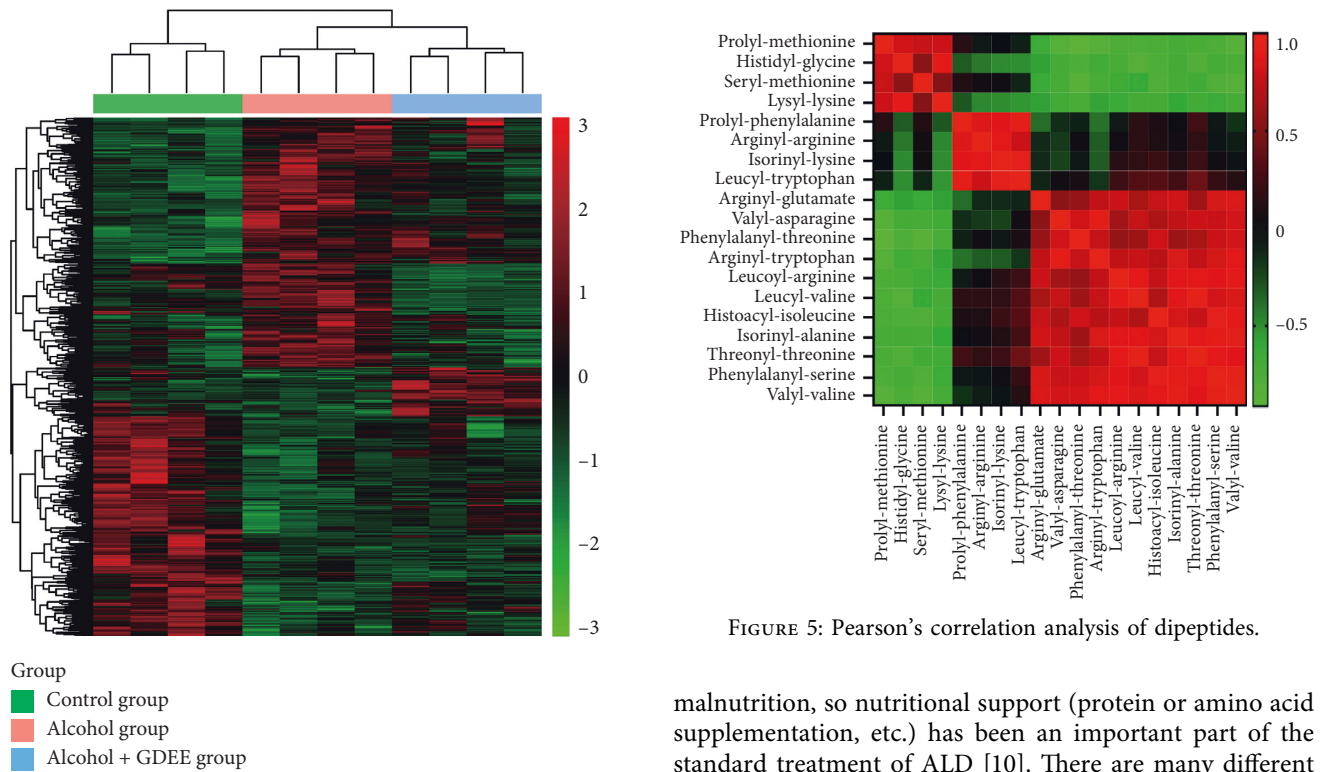 3
2
1
0
–1
–2
–3
Group
Control group
Alcohol group
Alcohol + GDEE group
Prolyl-methionine
Histidyl-glycine
Seryl-methionine
Lysyl-lysine
Prolyl-phenylalanine
Arginyl-arginine
Isorinyl-lysine
Leucyl-tryptophan
Arginyl-glutamate
Valyl-asparagine
Phenylalanyl-threonine
Arginyl-tryptophan
Leucoyl-arginine
Leucyl-valine
Histoacyl-isoleucine
Isorinyl-alanine
Threonyl-threonine
Phenylalanyl-serine
Valyl-valine
1.0
0.5
0
–0.5
Prolyl-methionine
Histidyl-glycine
Seryl-methionine
Lysyl-lysine
Prolyl-phenylalanine
Arginyl-arginine
Isorinyl-lysine
Leucyl-tryptophan
Arginyl-glutamate
Valyl-asparagine
Phenylalanyl-threonine
Arginyl-tryptophan
Leucoyl-arginine
Leucyl-valine
Histoacyl-isoleucine
Isorinyl-alanine
Threonyl-threonine
Phenylalanyl-serine
Valyl-valine
Figure 5: Pearson's correlation analysis of dipeptides.
malnutrition, so nutritional support (protein or amino acid
supplementation, etc.) has been an important part of the
standard treatment of ALD [10]. There are many different